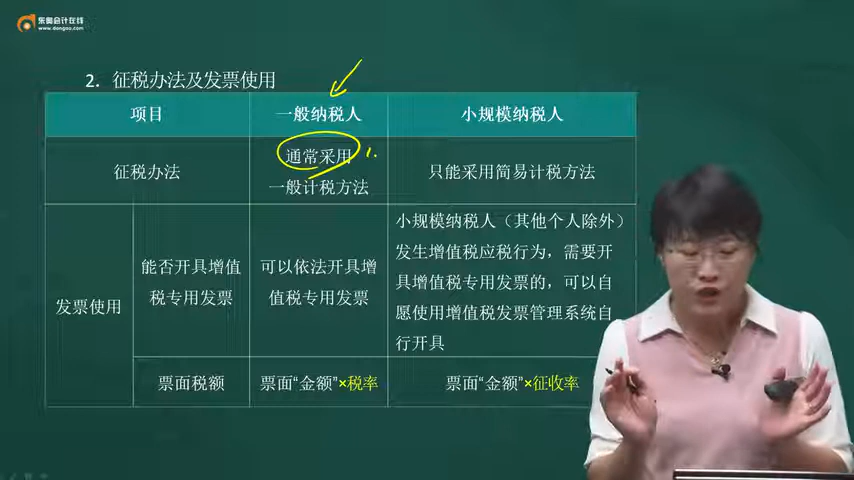 东奥会计在线
www.dongao.com
2. 征税办法及发票使用
项目
一般纳税人
小规模纳税人
征税办法
通常采用
一般计税方法
1.
只能采用简易计税方法
发票使用
能否开具增值
税专用发票
可以依法开具增
值税专用发票
小规模纳税人（其他个人除外）
发生增值税应税行为，需要开
具增值税专用发票的，可以自
愿使用增值税发票管理系统自
行开具
票面税额
票面“金额”×税率
票面“金额”×征收率